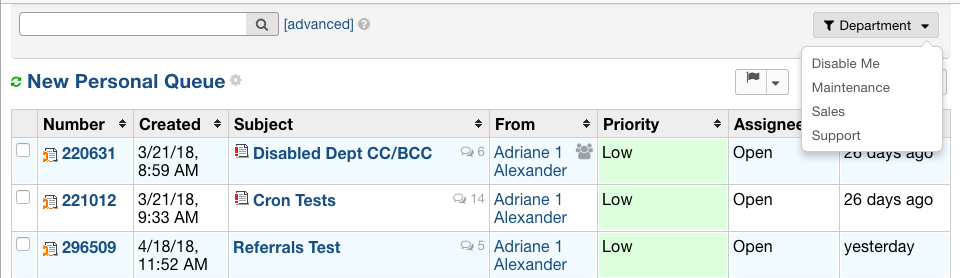 [advanced]
Department
Disable Me
Maintenance
Sales
Support
New Personal Queue
Number Created Subject From Priority Assignee
220631 3/21/18, 8:59 AM Disabled Dept CC/BCC 6 Adriane 1 Alexander Low Open 26 days ago
221012 3/21/18, 9:33 AM Cron Tests 14 Adriane 1 Alexander Low Open 26 days ago
296509 4/18/18, 11:52 AM Referrals Test 5 Adriane 1 Alexander Low Open yesterday